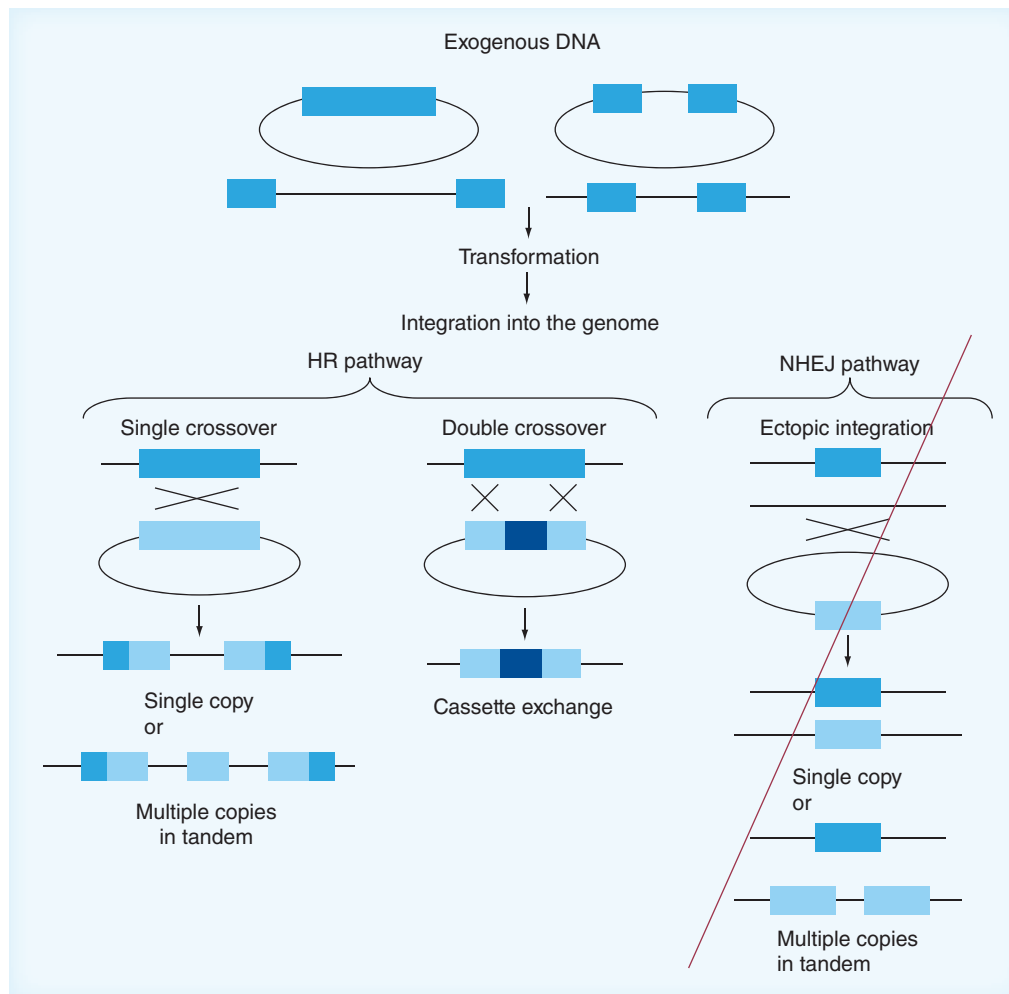 Exogenous DNA
Transformation
Integration into the genome
HR pathway
Single crossover
Double crossover
Single copy
or
Multiple copies
in tandem
Cassette exchange
NHEJ pathway
Ectopic integration
Single copy
or
Multiple copies
in tandem